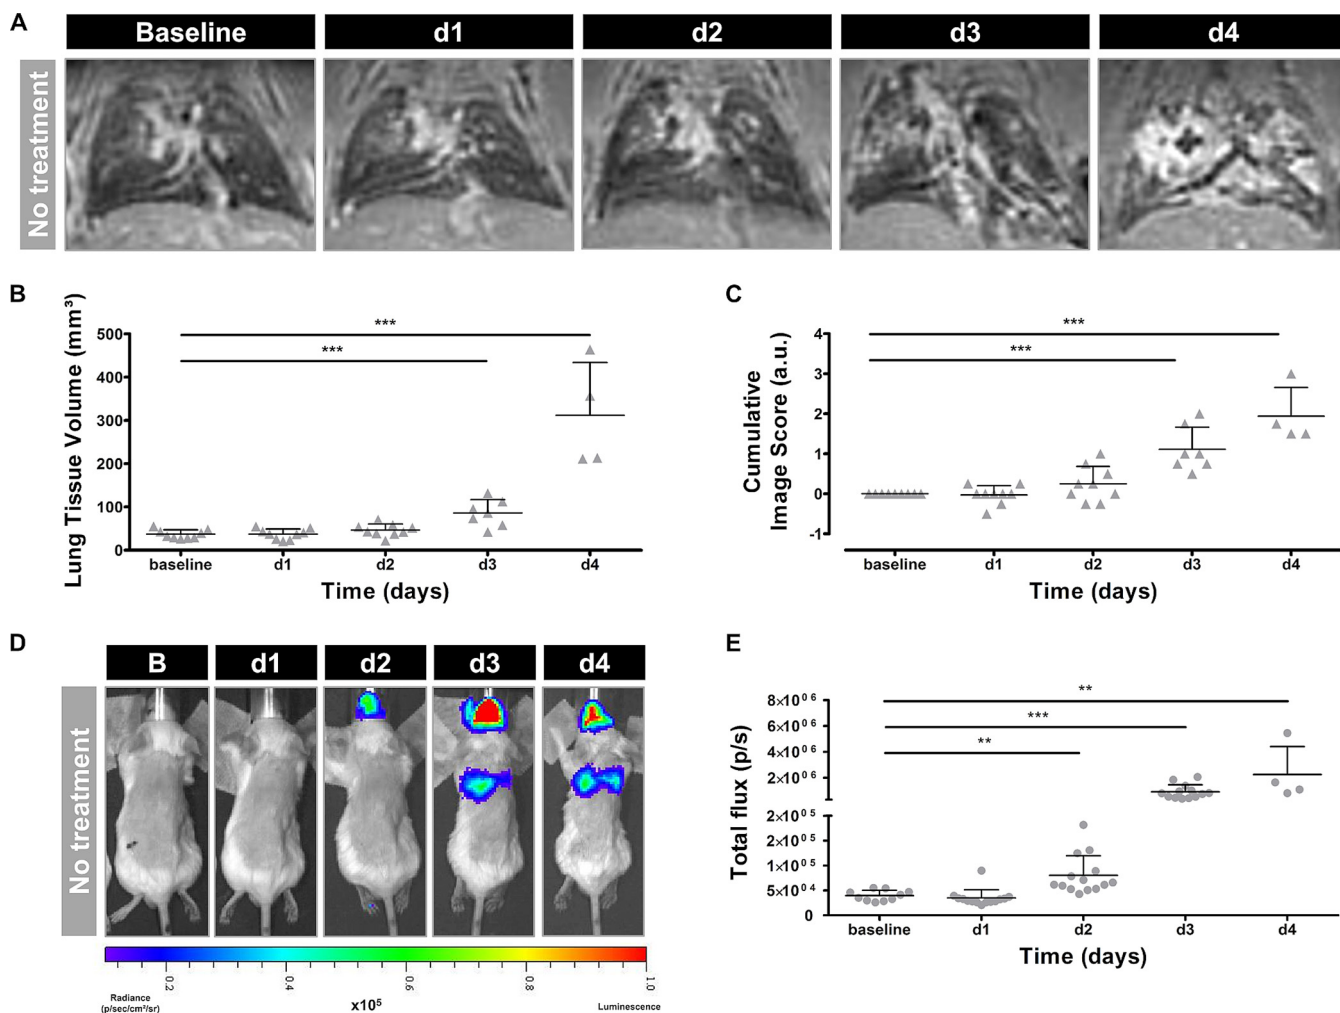 A
Baseline d1 d2 d3 d4
No treatment
B
Lung Tissue Volume (mm³)
500
400
300
200
100
0
***
***
baseline d1 d2 d3 d4
Time (days)
C
Cumulative
Image Score (a.u.)
4
3
2
1
0
-1
***
***
baseline d1 d2 d3 d4
Time (days)
D
B d1 d2 d3 d4
No treatment
0.2 0.4 0.6 0.8 1.0
Radiance
(p/sec/cm²/sr)
x10⁵
Luminescence
E
Total flux (p/s)
8×10⁰⁶
6×10⁰⁶
4×10⁰⁶
2×10⁰⁶
2×10⁰⁵
2×10⁰⁵
1×10⁰⁵
5×10⁰⁴
0
**
***
**
baseline d1 d2 d3 d4
Time (days)